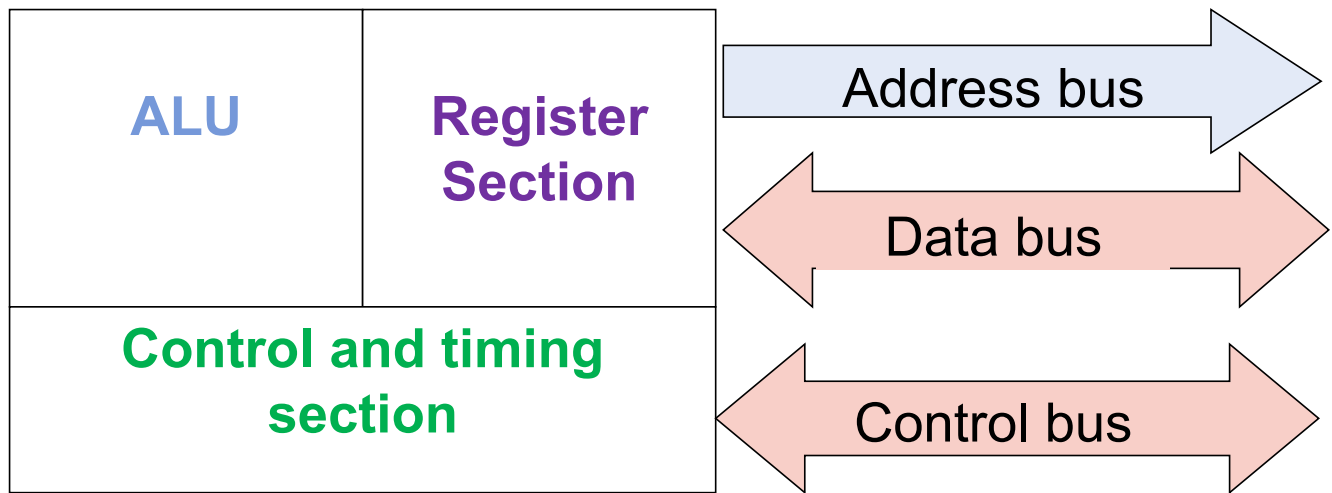 ALU
Register
Section
Control and timing
section
Address bus
Data bus
Control bus